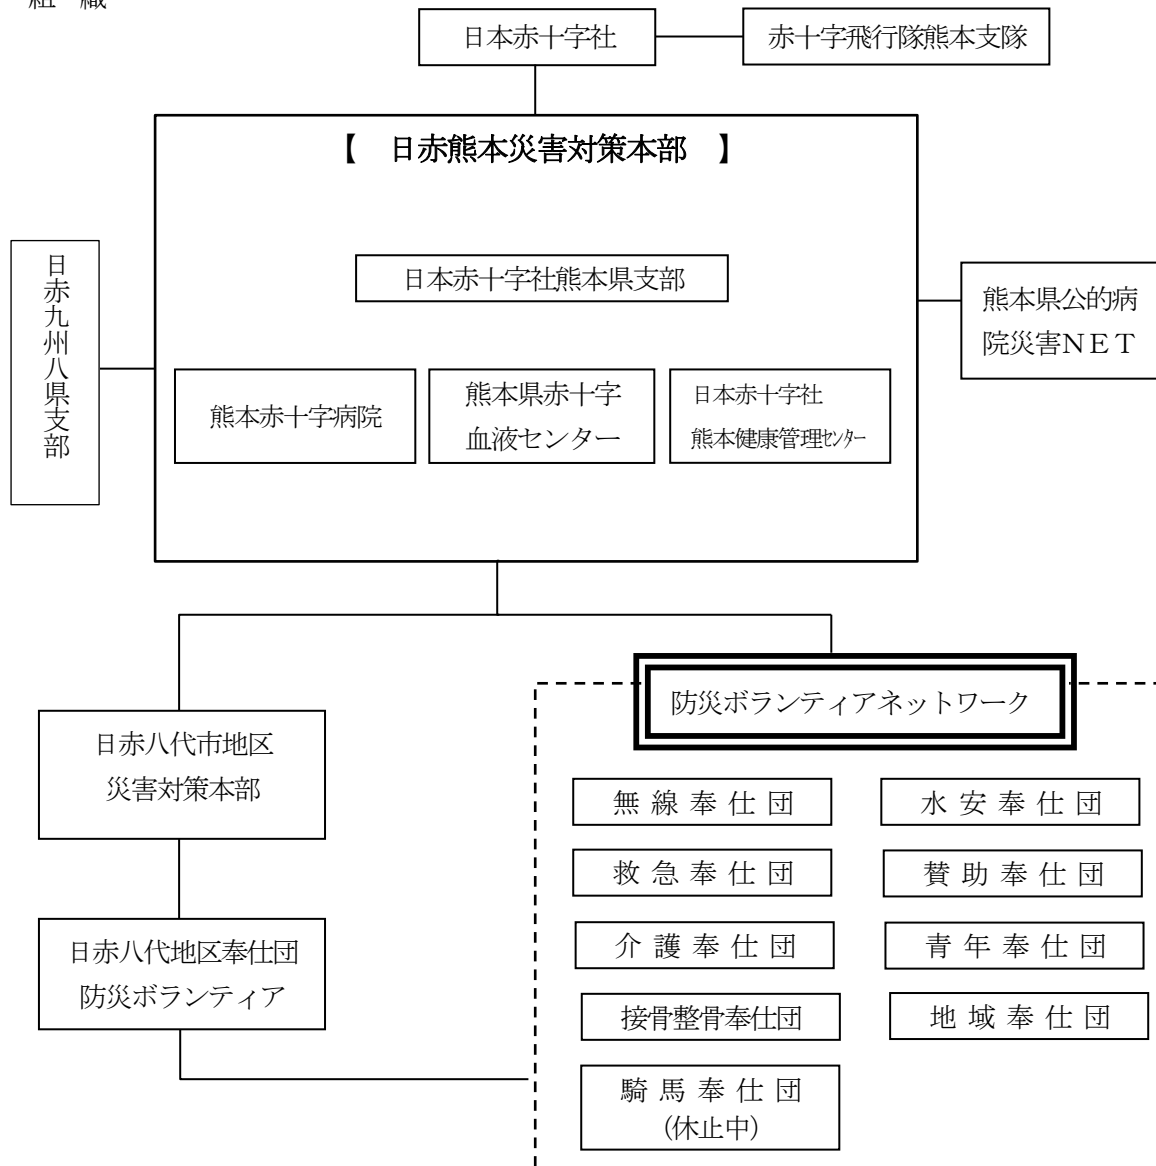 組 織
日本赤十字社
赤十字飛行隊熊本支隊
【 日赤熊本災害対策本部 】
日赤九州八県支部
日本赤十字社熊本県支部
熊本県公的病
院災害NET
熊本赤十字病院
熊本県赤十字
血液センター
日本赤十字社
熊本健康管理センター
防災ボランティアネットワーク
日赤八代市地区
災害対策本部
日赤八代地区奉仕団
防災ボランティア
無 線 奉 仕 団
水 安 奉 仕 団
救 急 奉 仕 団
賛 助 奉 仕 団
介 護 奉 仕 団
青 年 奉 仕 団
接骨整骨奉仕団
地 域 奉 仕 団
騎 馬 奉 仕 団
(休止中)